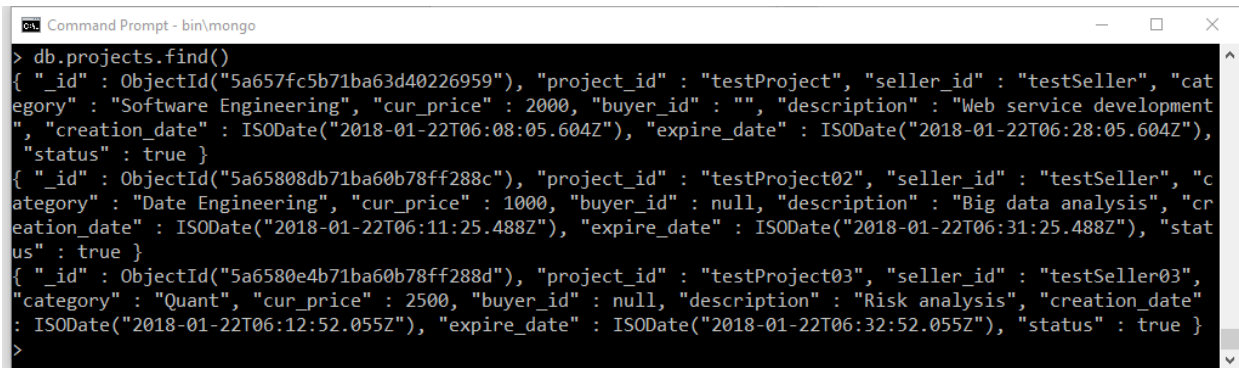 Command Prompt - bin\mongo
> db.projects.find()
{ "_id" : ObjectId("5a657fc5b71ba63d40226959"), "project_id" : "testProject", "seller_id" : "testSeller", "cat
egory" : "Software Engineering", "cur_price" : 2000, "buyer_id" : "", "description" : "Web service development
", "creation_date" : ISODate("2018-01-22T06:08:05.604Z"), "expire_date" : ISODate("2018-01-22T06:28:05.604Z"),
 "status" : true }
{ "_id" : ObjectId("5a65808db71ba60b78ff288c"), "project_id" : "testProject02", "seller_id" : "testSeller", "c
ategory" : "Date Engineering", "cur_price" : 1000, "buyer_id" : null, "description" : "Big data analysis", "cr
eation_date" : ISODate("2018-01-22T06:11:25.488Z"), "expire_date" : ISODate("2018-01-22T06:31:25.488Z"), "stat
us" : true }
{ "_id" : ObjectId("5a6580e4b71ba60b78ff288d"), "project_id" : "testProject03", "seller_id" : "testSeller03",
"category" : "Quant", "cur_price" : 2500, "buyer_id" : null, "description" : "Risk analysis", "creation_date"
: ISODate("2018-01-22T06:12:52.055Z"), "expire_date" : ISODate("2018-01-22T06:32:52.055Z"), "status" : true }
>